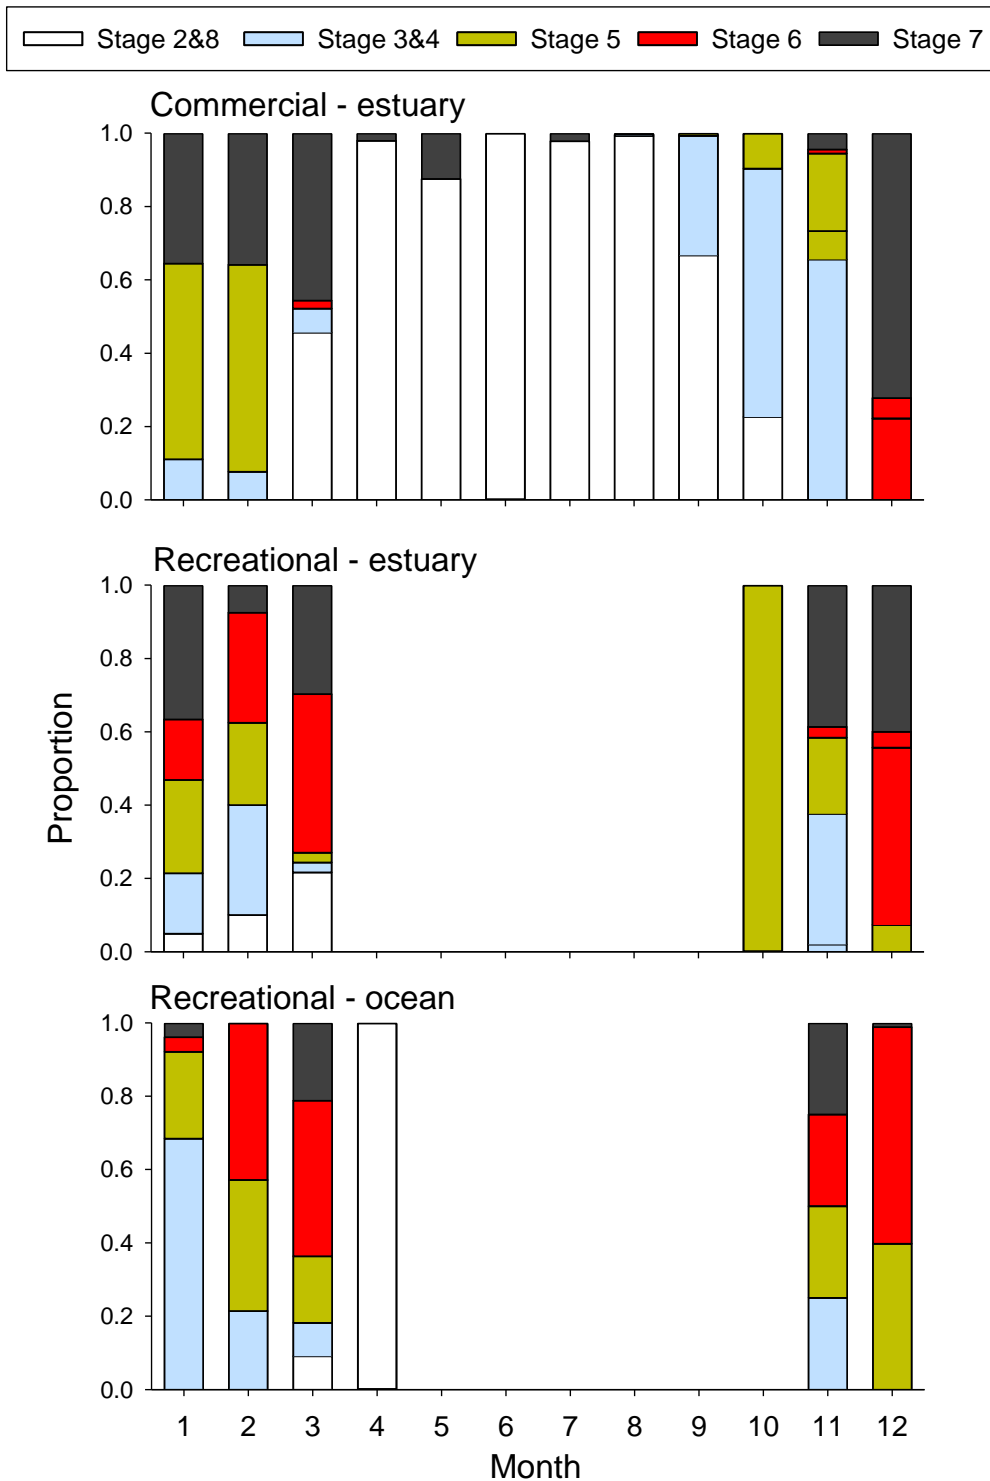 Stage 2&8 Stage 3&4 Stage 5 Stage 6 Stage 7
Commercial - estuary
1.0
0.8
0.6
0.4
0.2
0.0
Recreational - estuary
1.0
0.8
0.6
0.4
0.2
0.0
Proportion
Recreational - ocean
1.0
0.8
0.6
0.4
0.2
0.0
1 2 3 4 5 6 7 8 9 10 11 12
Month